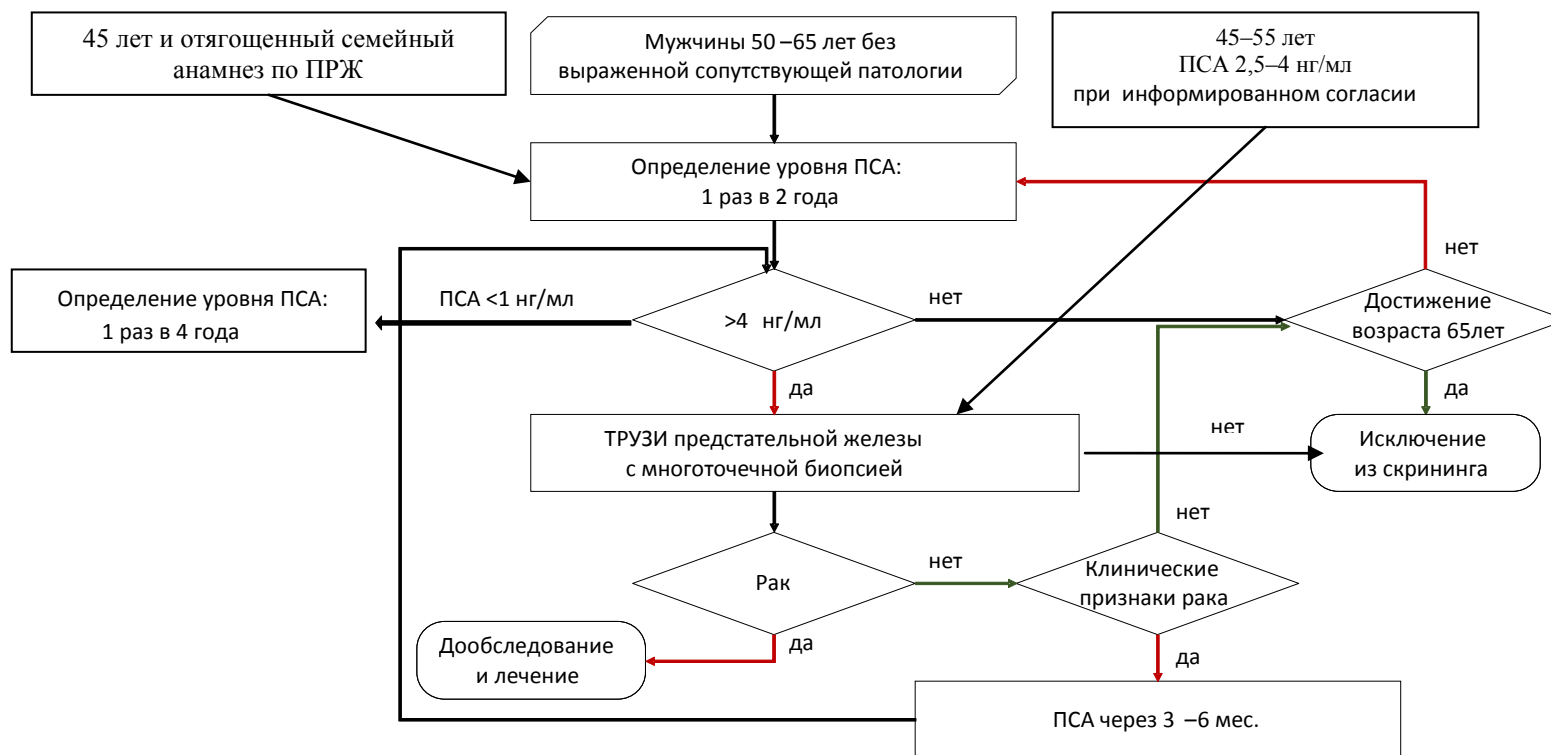 45 лет и отягощенный семейный
анамнез по ПРЖ
Мужчины 50 –65 лет без
выраженной сопутствующей патологии
45–55 лет
ПСА 2,5–4 нг/мл
при информированном согласии
Определение уровня ПСА:
1 раз в 2 года
нет
Определение уровня ПСА:
1 раз в 4 года
ПСА <1 нг/мл
>4 нг/мл
нет
Достижение
возраста 65лет
да
да
ТРУЗИ предстательной железы
с многоточечной биопсией
нет
Исключение
из скрининга
нет
Рак
нет
Клинические
признаки рака
Дообследование
и лечение
да
да
ПСА через 3 –6 мес.